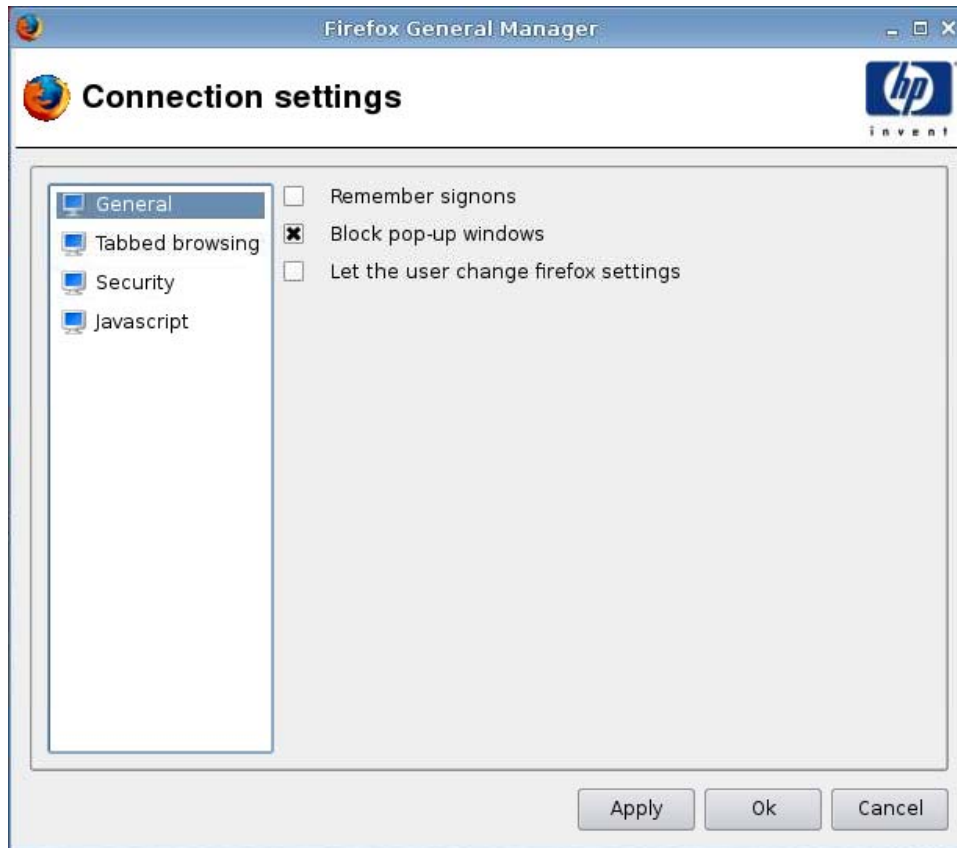 Firefox General Manager
Connection settings
hp
invent
General
Tabbed browsing
Security
Javascript
Remember signons
Block pop-up windows
Let the user change firefox settings
Apply
Ok
Cancel